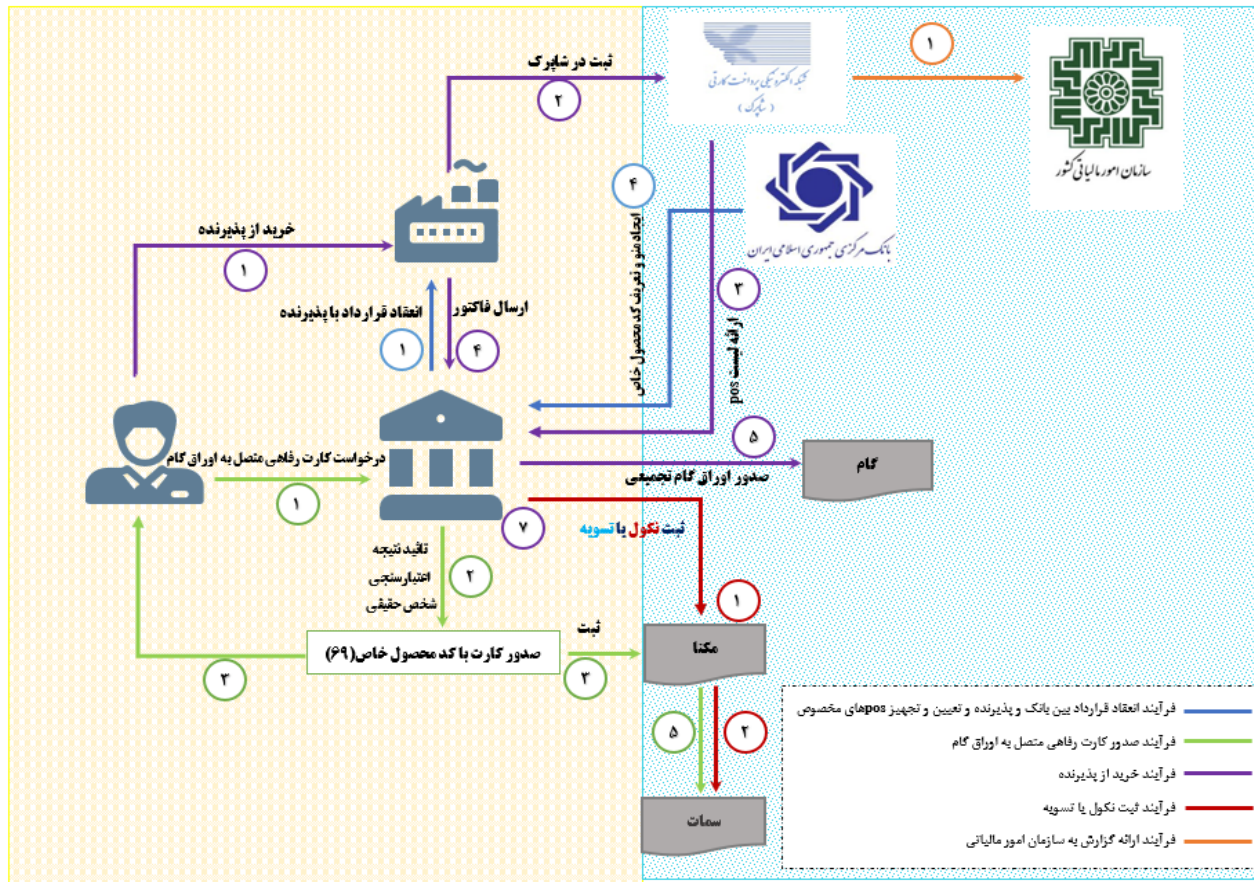 ثبت در شاپرک
۲
شبکه الکترونیکی پرداخت کارتی
( شاپرک )
۱
سازمان امور مالیاتی کشور
بانک مرکزی جمهوری اسلامی ایران
۴
ایجاد منو و تعریف کد محصول خاص
۳
ارائه لیست pos
خرید از پذیرنده
۱
انعقاد قرارداد با پذیرنده
۱
ارسال فاکتور
۴
درخواست کارت رفاهی متصل به اوراق گام
۱
۵
صدور اوراق گام تجمیعی
گام
۷
ثبت نکول یا تسویه
۱
تائید نتیجه
اعتبارسنجی
شخص حقیقی
۲
صدور کارت با کد محصول خاص(۶۹)
۳
ثبت
۳
مکنا
۵
۲
سمات
فرآیند انعقاد قرارداد بین بانک و پذیرنده و تعیین و تجهیز posهای مخصوص
فرآیند صدور کارت رفاهی متصل به اوراق گام
فرآیند خرید از پذیرنده
فرآیند ثبت نکول یا تسویه
فرآیند ارائه گزارش به سازمان امور مالیاتی